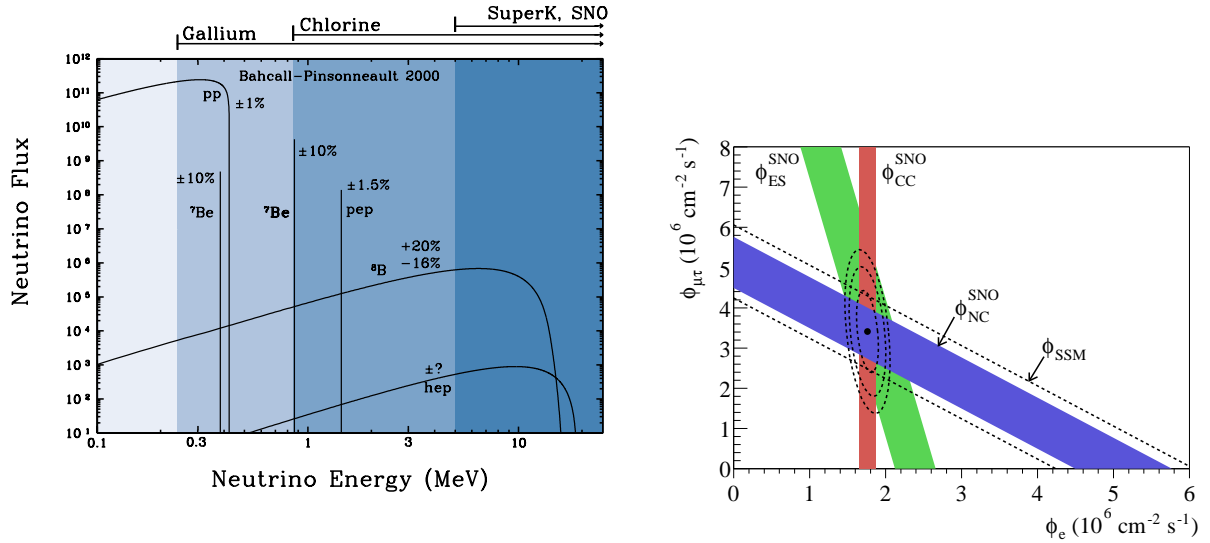 SuperK, SNO
Chlorine
Gallium
Bahcall-Pinsonneault 2000
Neutrino Flux
10¹²
10¹¹
10¹⁰
10⁹
10⁸
10⁷
10⁶
10⁵
10⁴
10³
10²
10¹
pp
±1%
±10%
±10%
±1.5%
⁷Be
⁷Be
pep
+20%
⁸B -16%
±?
hep
0.1 0.3 1 3 10
Neutrino Energy (MeV)
ϕ_μτ (10⁶ cm⁻² s⁻¹)
8
7
6
5
4
3
2
1
0
ϕ_ES^SNO ϕ_CC^SNO
ϕ_NC^SNO
ϕ_SSM
0 1 2 3 4 5 6
ϕ_e (10⁶ cm⁻² s⁻¹)